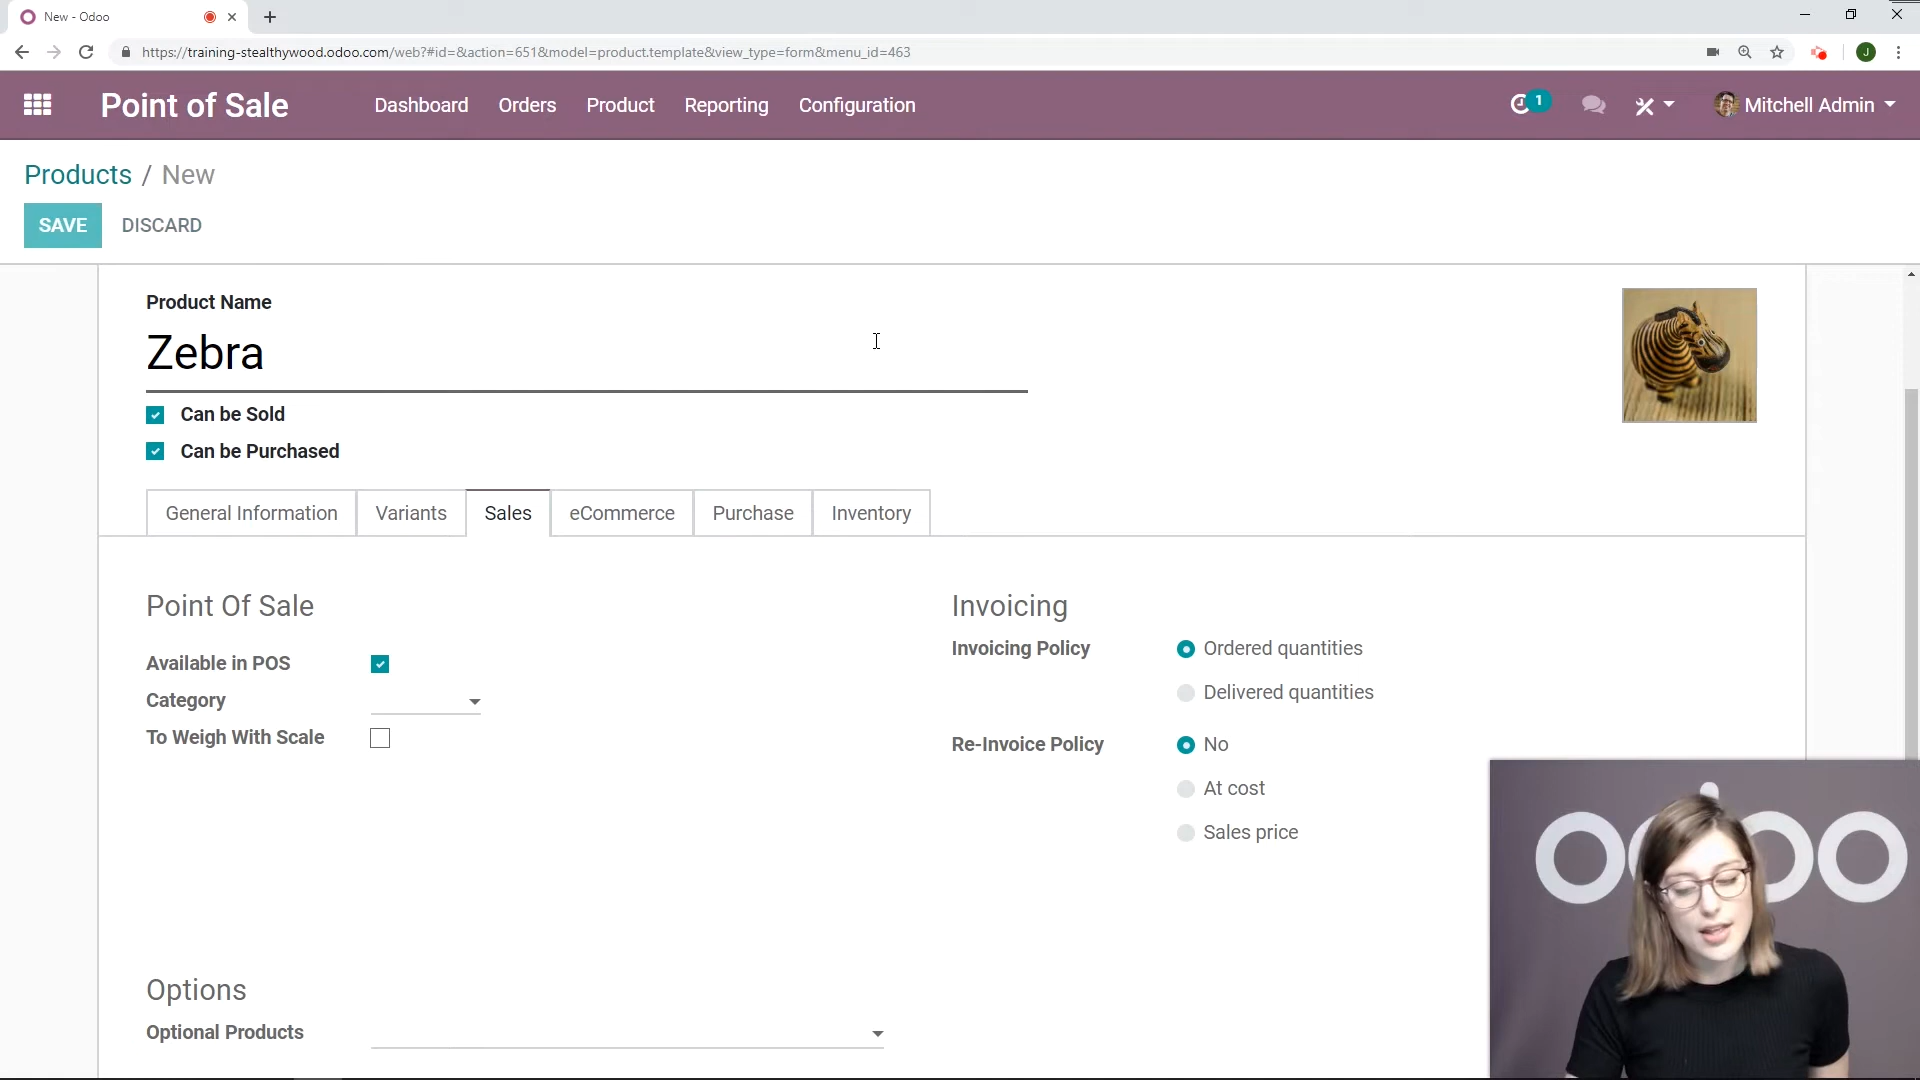 New - Odoo
https://training-stealthywood.odoo.com/web?#id=&action=651&model=product.template&view_type=form&menu_id=463
J
Point of Sale
Dashboard
Orders
Product
Reporting
Configuration
1
Mitchell Admin
Products / New
SAVE
DISCARD
Product Name
Zebra
Can be Sold
Can be Purchased
General Information
Variants
Sales
eCommerce
Purchase
Inventory
Point Of Sale
Available in POS
Category
To Weigh With Scale
Invoicing
Invoicing Policy
Ordered quantities
Delivered quantities
Re-Invoice Policy
No
At cost
Sales price
Options
Optional Products
odoo